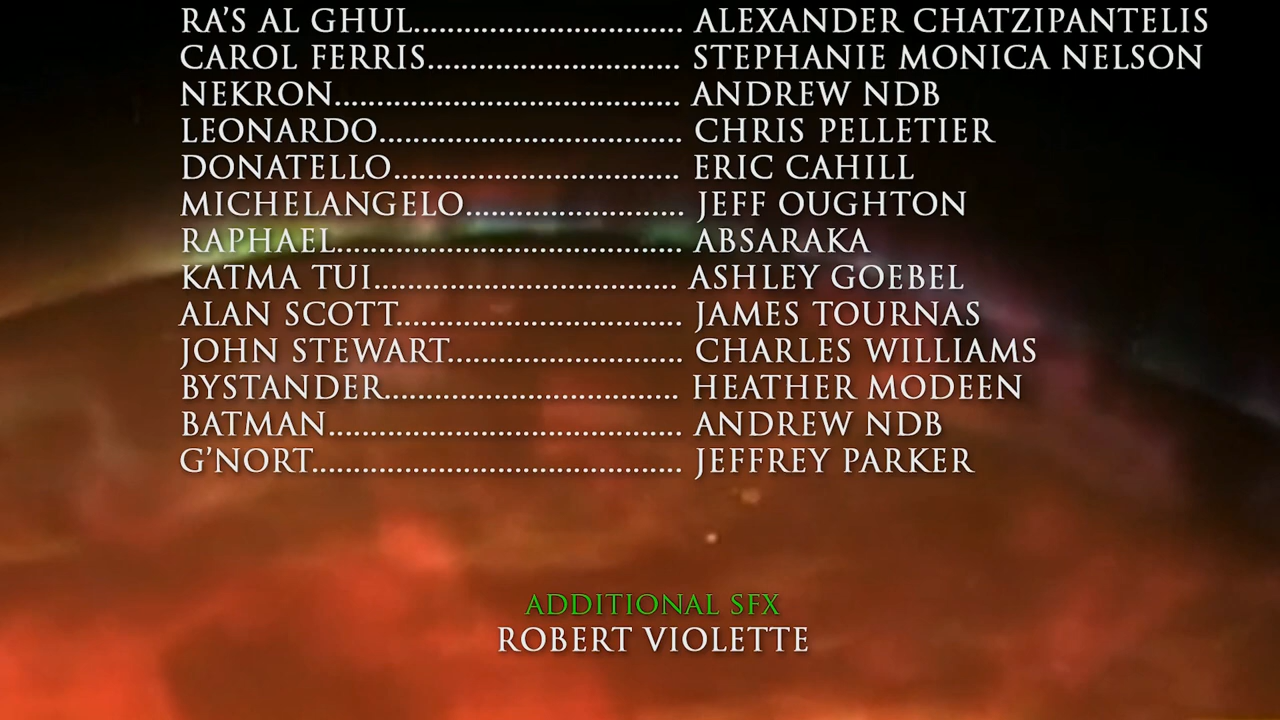 RA'S AL GHUL................................ ALEXANDER CHATZIPANTELIS
CAROL FERRIS.............................. STEPHANIE MONICA NELSON
NEKRON......................................... ANDREW NDB
LEONARDO.................................... CHRIS PELLETIER
DONATELLO.................................. ERIC CAHILL
MICHELANGELO.......................... JEFF OUGHTON
RAPHAEL......................................... ABSARAKA
KATMA TUI.................................... ASHLEY GOEBEL
ALAN SCOTT.................................. JAMES TOURNAS
JOHN STEWART............................ CHARLES WILLIAMS
BYSTANDER................................... HEATHER MODEEN
BATMAN.......................................... ANDREW NDB
G'NORT............................................ JEFFREY PARKER
ADDITIONAL SFX
ROBERT VIOLETTE